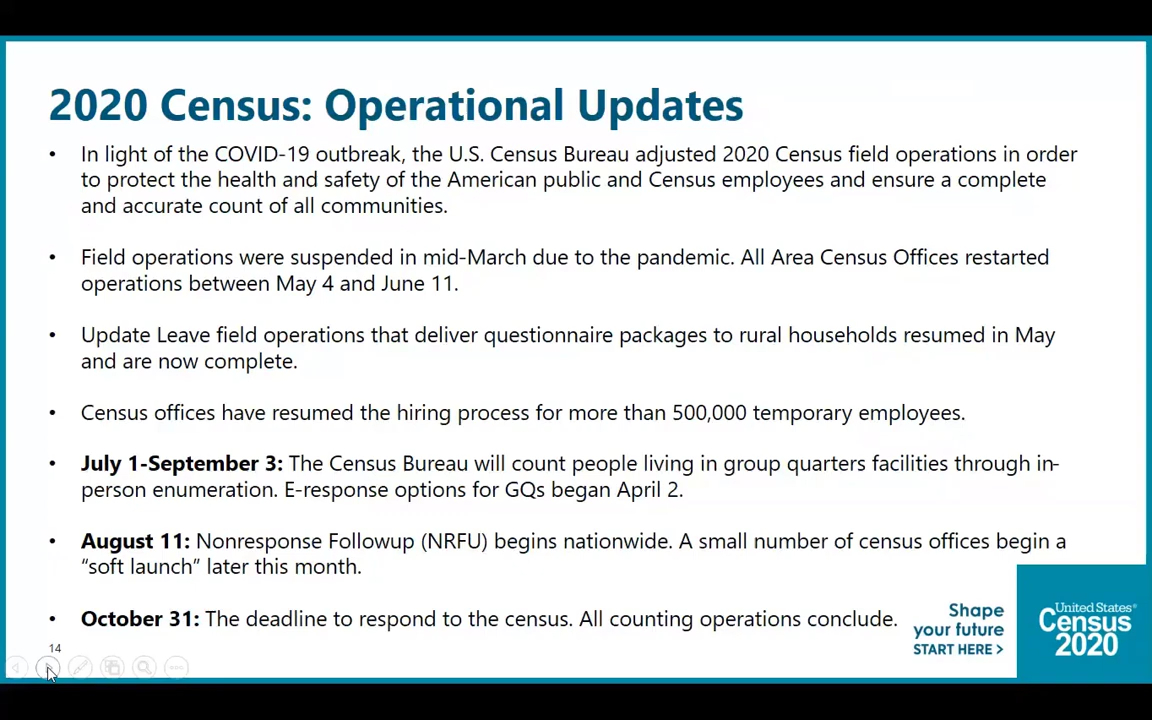 2020 Census: Operational Updates
• In light of the COVID-19 outbreak, the U.S. Census Bureau adjusted 2020 Census field operations in order
to protect the health and safety of the American public and Census employees and ensure a complete
and accurate count of all communities.
• Field operations were suspended in mid-March due to the pandemic. All Area Census Offices restarted
operations between May 4 and June 11.
• Update Leave field operations that deliver questionnaire packages to rural households resumed in May
and are now complete.
• Census offices have resumed the hiring process for more than 500,000 temporary employees.
• July 1-September 3: The Census Bureau will count people living in group quarters facilities through in-
person enumeration. E-response options for GQs began April 2.
• August 11: Nonresponse Followup (NRFU) begins nationwide. A small number of census offices begin a
“soft launch” later this month.
• October 31: The deadline to respond to the census. All counting operations conclude.
14
Shape
your future
START HERE >
United States®
Census
2020